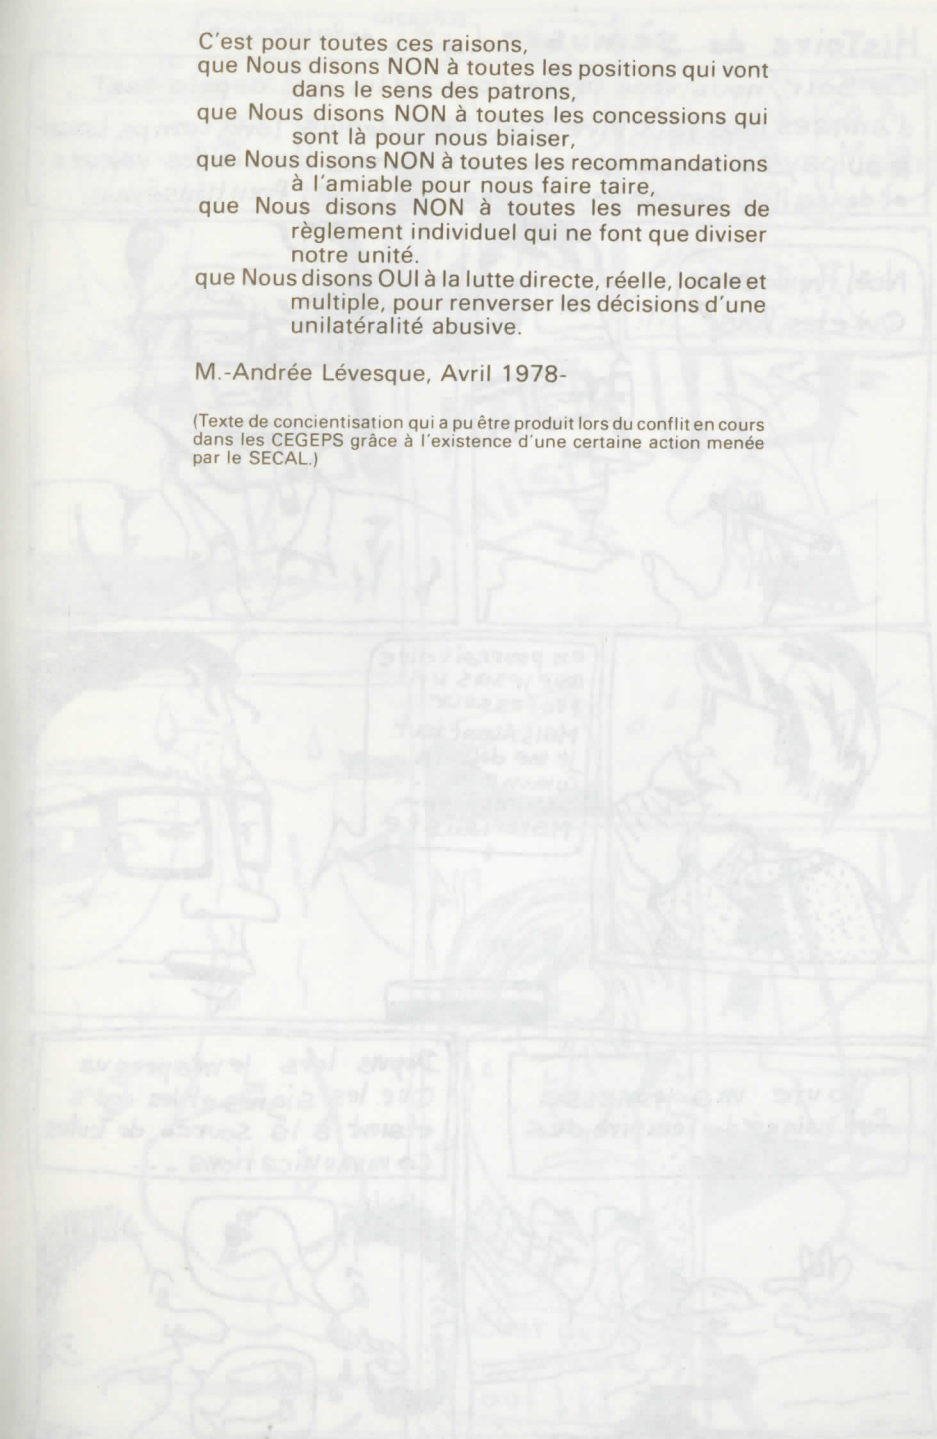 C'est pour toutes ces raisons,
que Nous disons NON à toutes les positions qui vont
dans le sens des patrons,
que Nous disons NON à toutes les concessions qui
sont là pour nous biaiser,
que Nous disons NON à toutes les recommandations
à l'amiable pour nous faire taire,
que Nous disons NON à toutes les mesures de
règlement individuel qui ne font que diviser
notre unité.
que Nous disons OUI à la lutte directe, réelle, locale et
multiple, pour renverser les décisions d'une
unilatéralité abusive.
M.-Andrée Lévesque, Avril 1978-
(Texte de concientisation qui a pu être produit lors du conflit en cours
dans les CEGEPS grâce à l'existence d'une certaine action menée
par le SECAL.)